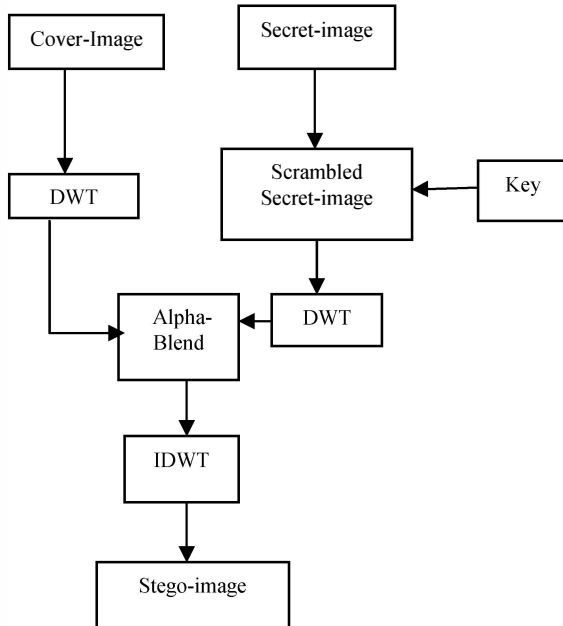 Cover-Image
Secret-image
Scrambled
Secret-image
Key
DWT
Alpha-
Blend
DWT
IDWT
Stego-image